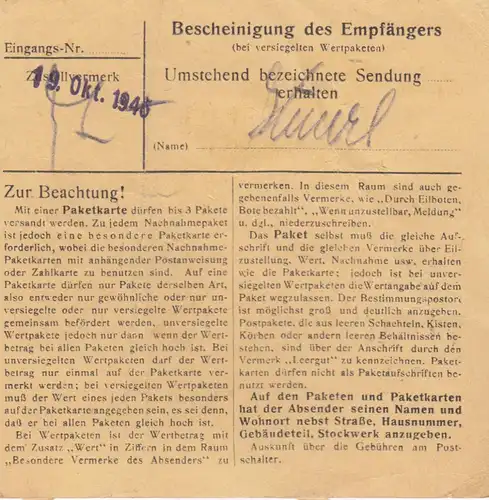 Eingangs-Nr.
Zustellvermerk
19. Okt. 1946
Bescheinigung des Empfängers
(bei versiegelten Wertpaketen)
Umstehend bezeichnete Sendung
erhalten
(Name)
Zur Beachtung!
Mit einer Paketkarte dürfen bis 3 Pakete
versandt werden. Zu jedem Nachnahmepaket
ist jedoch eine besondere Paketkarte er-
forderlich, wobei die besonderen Nachnahme-
Paketkarten mit anhängender Postanweisung
oder Zahlkarte zu benutzen sind. Auf eine
Paketkarte dürfen nur Pakete derselben Art,
also entweder nur gewöhnliche oder nur un-
versiegelte oder nur versiegelte Wertpakete
gemeinsam befördert werden, unversiegelte
Wertpakete jedoch nur dann wenn der Wert-
betrag bei allen Paketen gleich hoch ist. Bei
unversiegelten Wertpaketen darf der Wert-
betrag nur einmal auf der Paketkarte ver-
merkt werden; bei versiegelten Wertpaketen
muß der Wert eines jeden Pakets besonders
auf der Paketkarte angegeben sein, es sei denn,
daß er bei allen Paketen gleich hoch ist.
Bei Wertpaketen ist der Wertbetrag mit
dem Zusatz „Wert" in Ziffern in dem Raum
„Besondere Vermerke des Absenders" zu
vermerken. In diesem Raum sind auch ge-
gebenenfalls Vermerke, wie „Durch Eilboten,
Bote bezahlt", „Wenn unzustellbar, Meldung"
u. dgl., niederzuschreiben.
Das Paket selbst muß die gleiche Auf-
schrift und die gleichen Vermerke über Eil-
zustellung, Wert, Nachnahme usw. erhalten
wie die Paketkarte; jedoch ist bei unver-
siegelten Wertpaketen die Wertangabe auf dem
Paket wegzulassen. Der Bestimmungspostort
ist möglichst groß und deutlich anzugeben.
Postpakete, die aus leeren Schachteln, Kisten,
Körben oder andern leeren Behältnissen be-
stehen, sind über der Anschrift durch den
Vermerk „Leergut" zu kennzeichnen. Paket-
karten dürfen nicht als Paketaufschriften be-
nutzt werden.
Auf den Paketen und Paketkarten
hat der Absender seinen Namen und
Wohnort nebst Straße, Hausnummer,
Gebäudeteil, Stockwerk anzugeben.
Auskunft über die Gebühren am Post-
schalter.